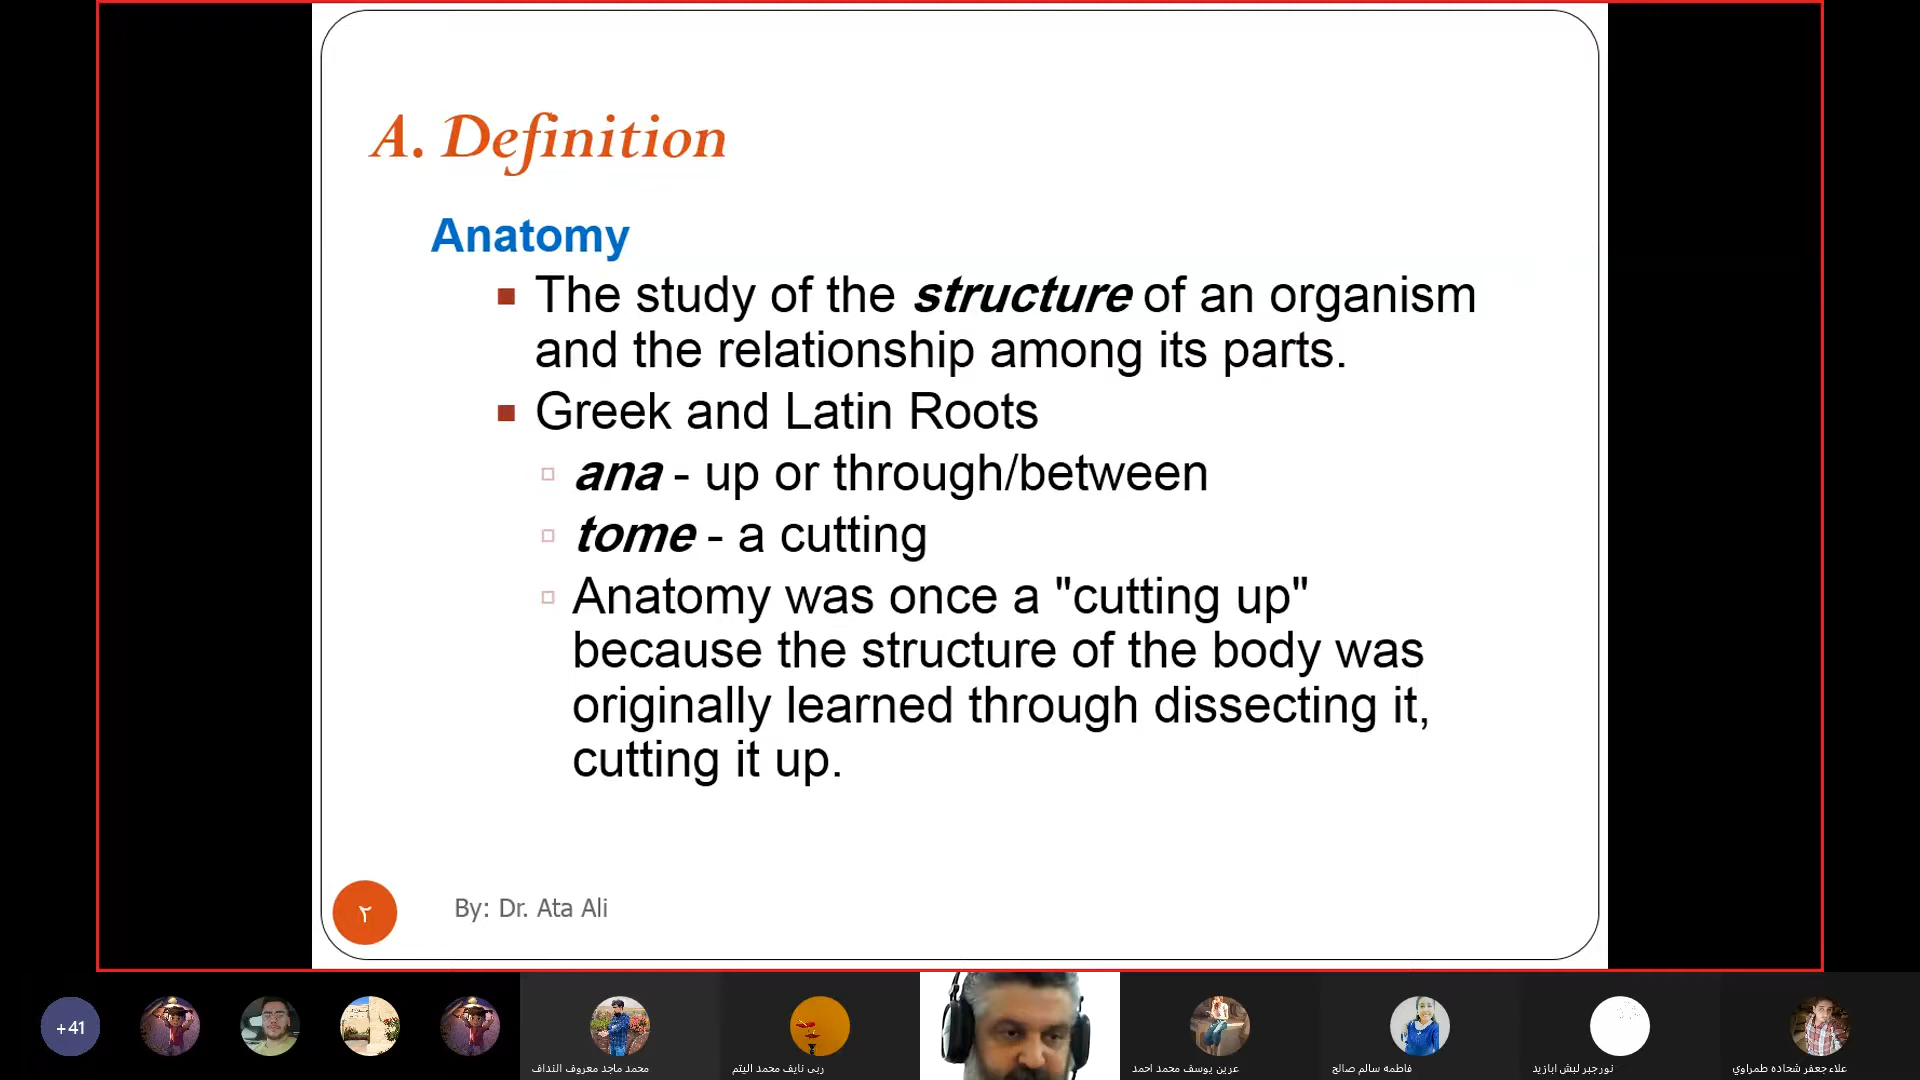 A. Definition
Anatomy
The study of the structure of an organism
and the relationship among its parts.
Greek and Latin Roots
ana - up or through/between
tome - a cutting
Anatomy was once a "cutting up"
because the structure of the body was
originally learned through dissecting it,
cutting it up.
٢
By: Dr. Ata Ali
+41
محمد ماجد معروف النداف
ربى نايف محمد اليتم
عرين يوسف محمد احمد
فاطمه سالم صالح
نورجبر لبش ابازيد
علاءجعفر شحاده طمراوي